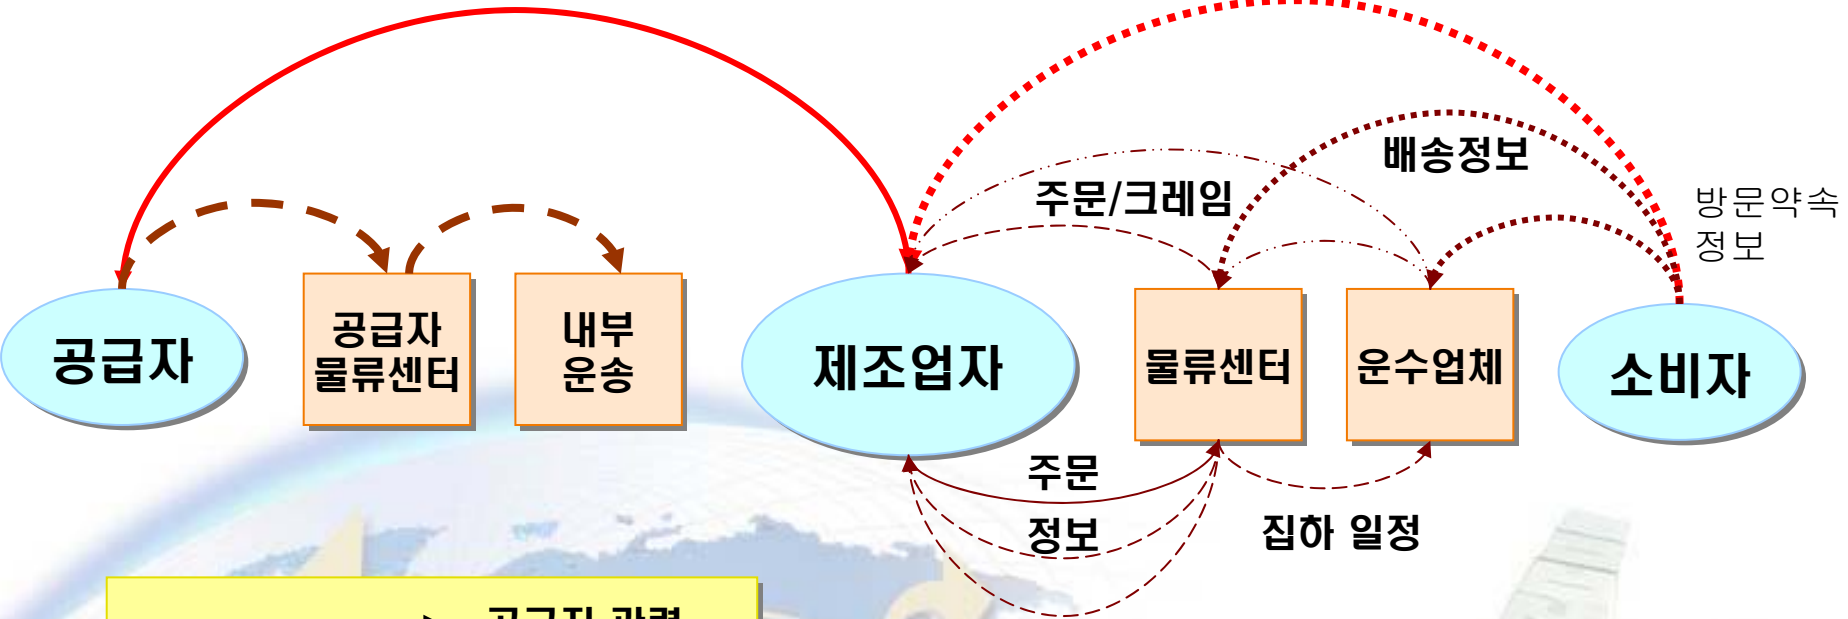 배송정보
주문/크레임
방문약속
정보
공급자
공급자
물류센터
내부
운송
제조업자
물류센터
운수업체
소비자
주문
정보
집하 일정